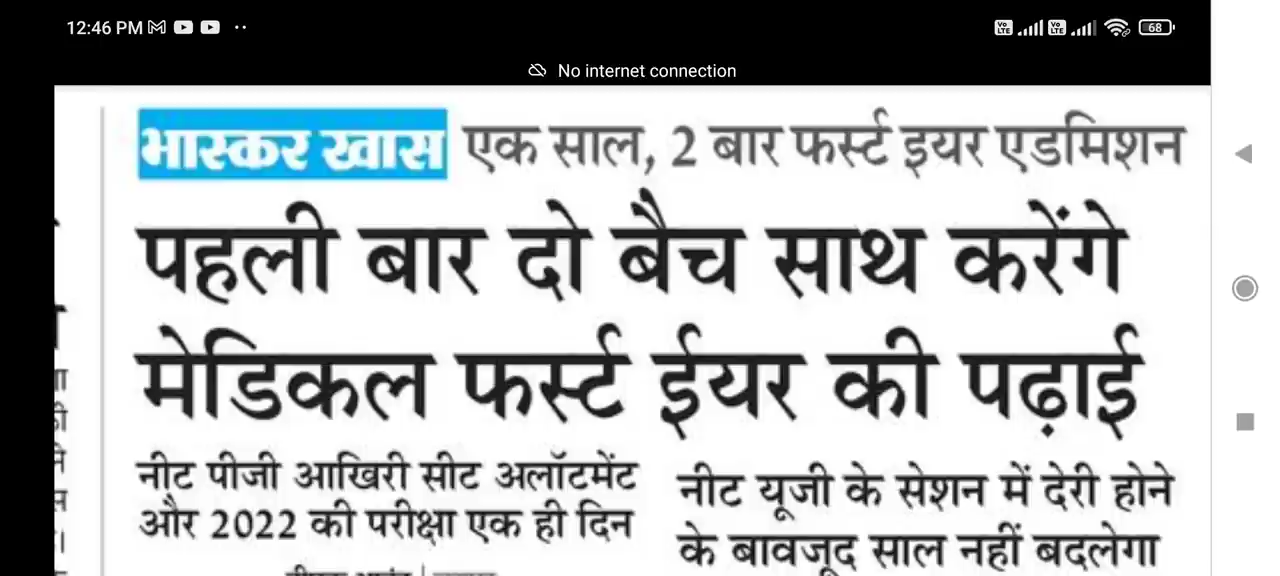 12:46 PM
68
No internet connection
भास्कर खास एक साल, 2 बार फर्स्ट इयर एडमिशन
पहली बार दो बैच साथ करेंगे
मेडिकल फर्स्ट ईयर की पढ़ाई
नीट पीजी आखिरी सीट अलॉटमेंट
और 2022 की परीक्षा एक ही दिन
नीट यूजी के सेशन में देरी होने
के बावजूद साल नहीं बदलेगा